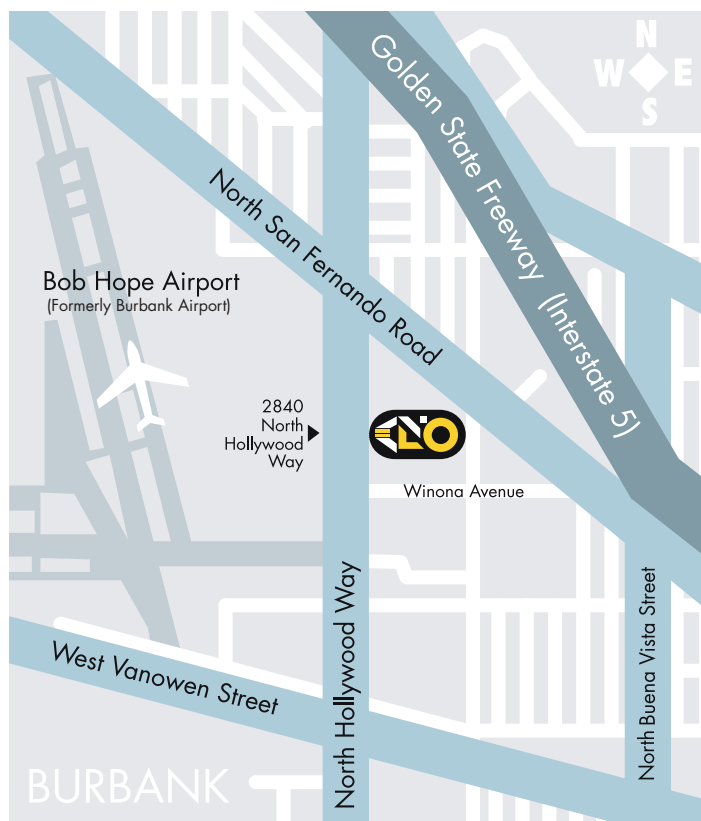 N
W E
S
Golden State Freeway (Interstate 5)
North San Fernando Road
Bob Hope Airport
(Formerly Burbank Airport)
2840
North
Hollywood
Way
Winona Avenue
North Hollywood Way
North Buena Vista Street
West Vanowen Street
BURBANK